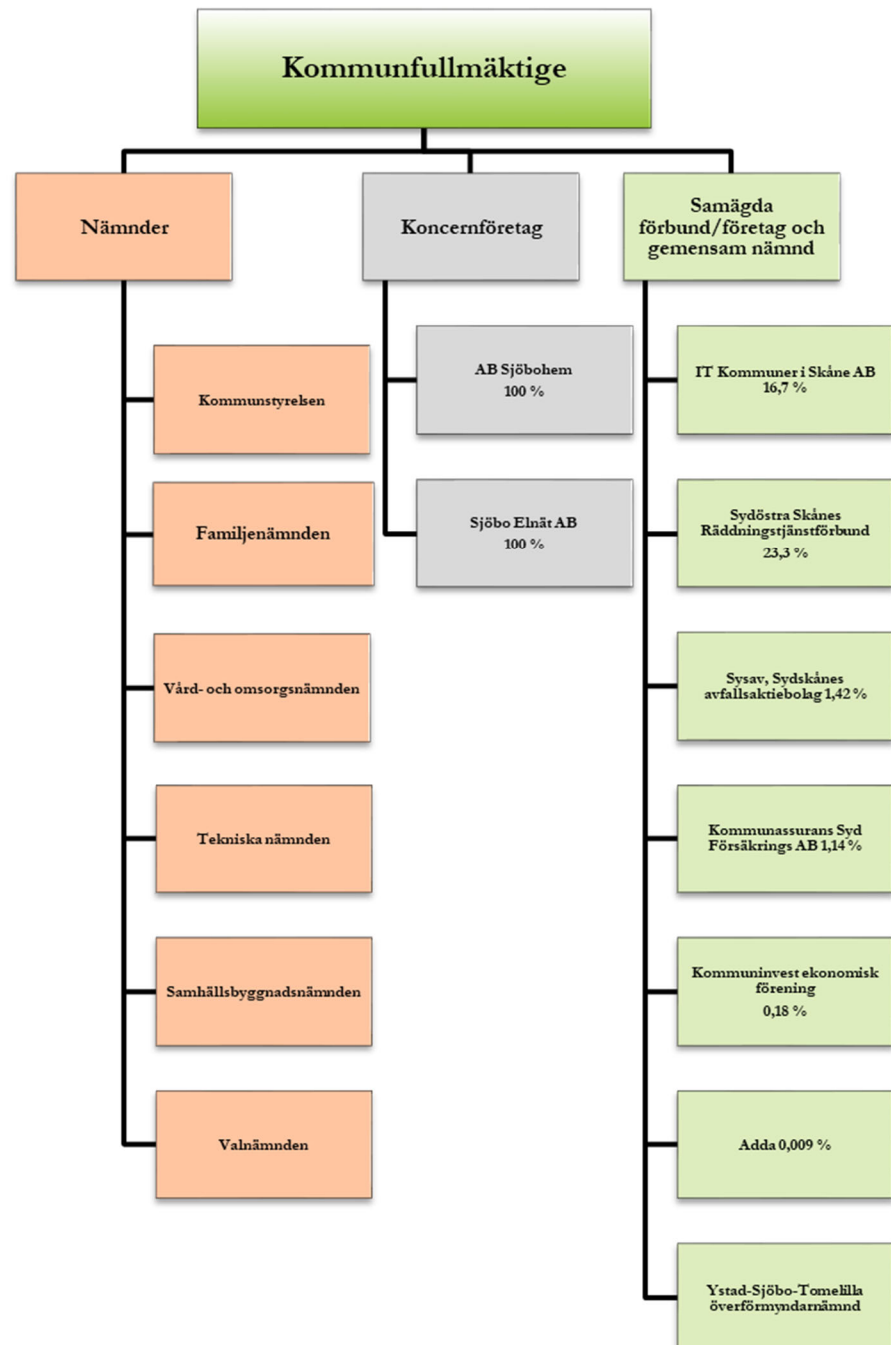 Kommunfullmäktige
Nämnder
Kommunstyrelsen
Familjenämnden
Vård- och omsorgsnämnden
Tekniska nämnden
Samhällsbyggnadsnämnden
Valnämnden
Koncernföretag
AB Sjöbohem
100 %
Sjöbo Elnät AB
100 %
Samägda
förbund/företag och
gemensam nämnd
IT Kommuner i Skåne AB
16,7 %
Sydöstra Skånes
Räddningstjänstförbund
23,3 %
Sysav, Sydskånes
avfallsaktiebolag 1,42 %
Kommunassurans Syd
Försäkrings AB 1,14 %
Kommuninvest ekonomisk
förening
0,18 %
Adda 0,009 %
Ystad-Sjöbo-Tomelilla
överförmyndarnämnd